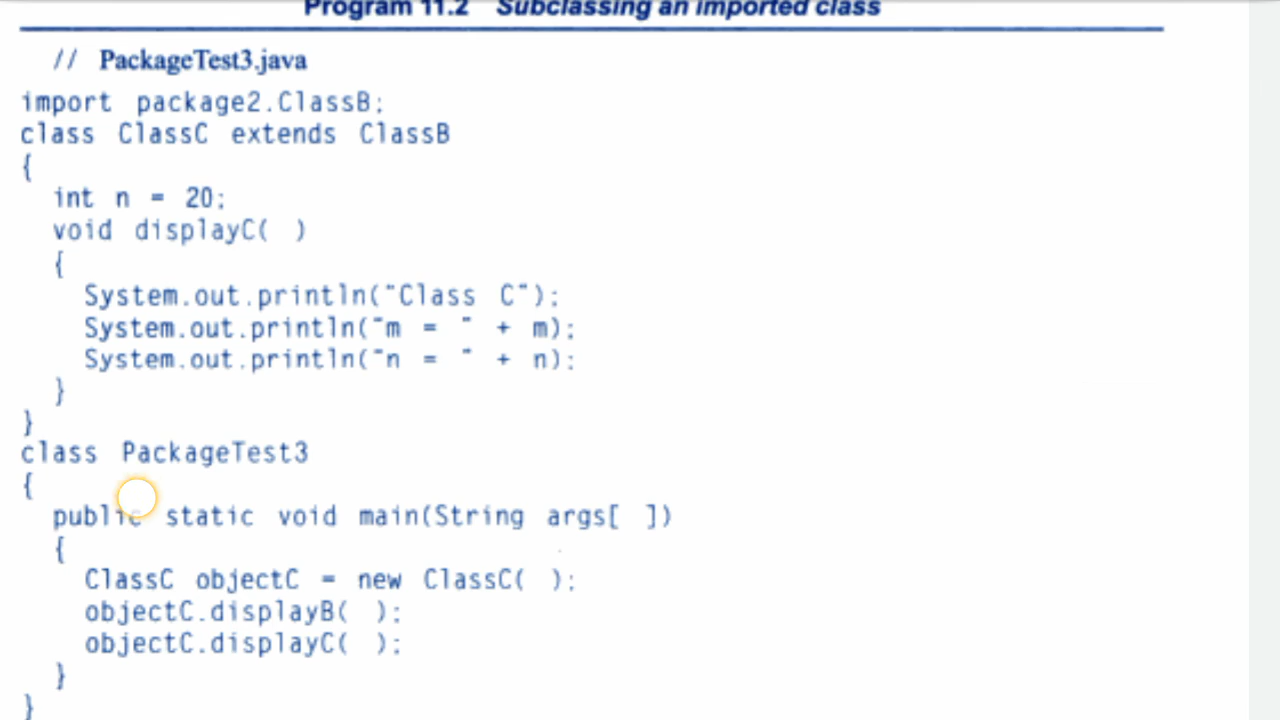 Program 11.2 Subclassing an imported class
// PackageTest3.java
import package2.ClassB;
class ClassC extends ClassB
{
int n = 20;
void displayC( )
{
System.out.println("Class C");
System.out.println("m = " + m);
System.out.println("n = " + n);
}
}
class PackageTest3
{
public static void main(String args[ ])
{
ClassC objectC = new ClassC( );
objectC.displayB( );
objectC.displayC( );
}
}